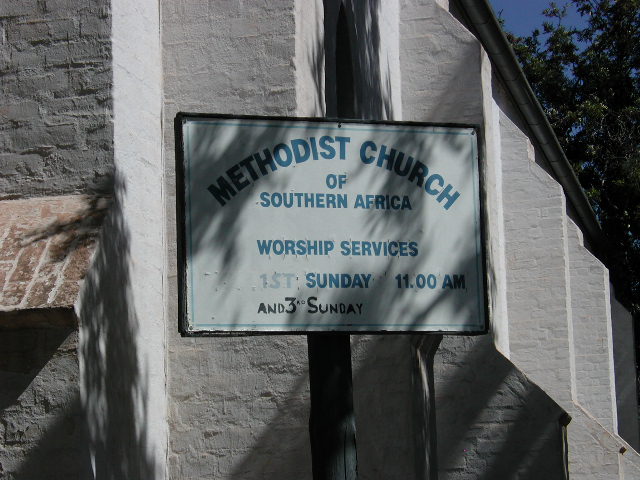 METHODIST CHURCH
OF
SOUTHERN AFRICA
WORSHIP SERVICES
1ST SUNDAY 11.00 AM
AND 3RD SUNDAY